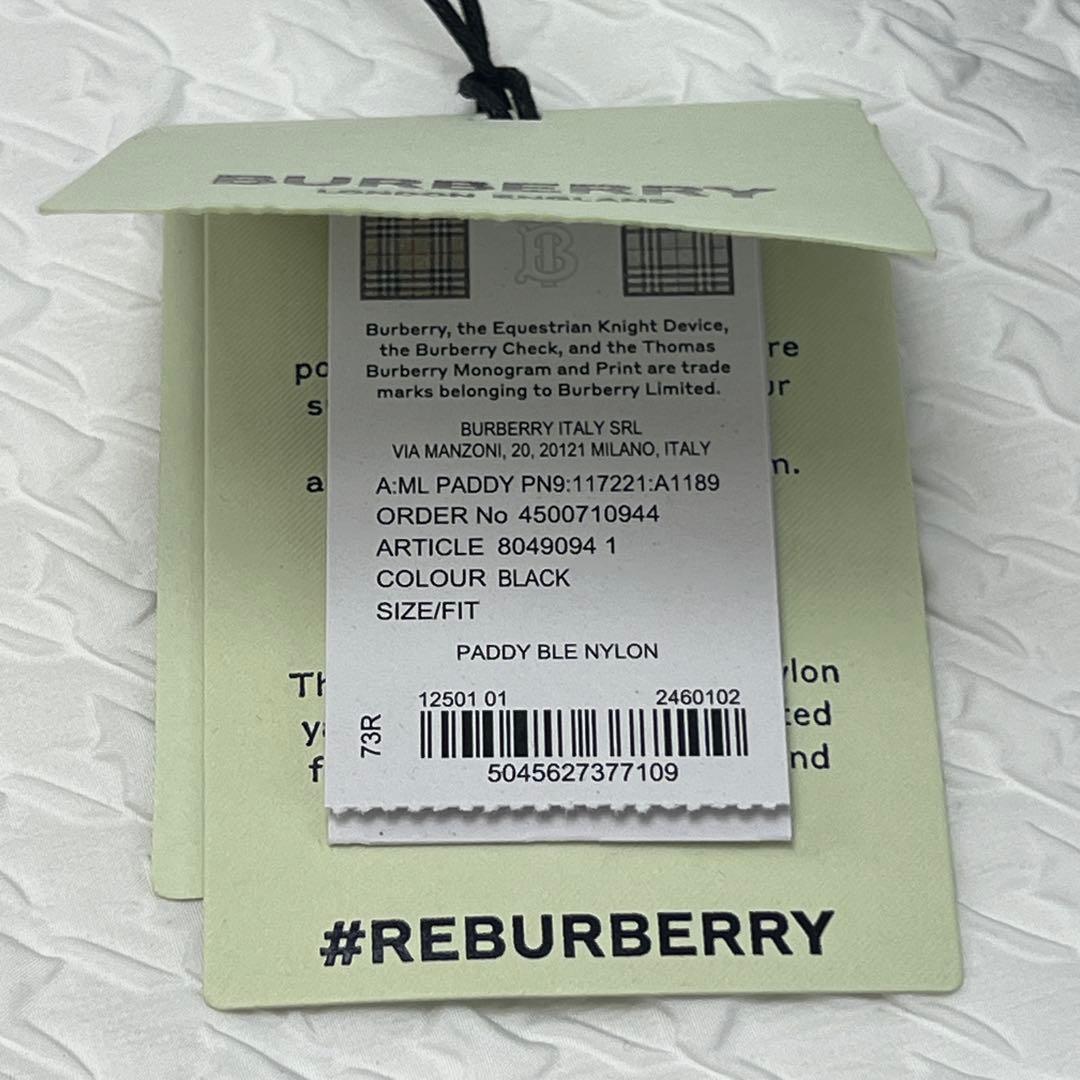 BURBERRY
LONDON ENGLAND
Burberry, the Equestrian Knight Device,
the Burberry Check, and the Thomas
Burberry Monogram and Print are trade
marks belonging to Burberry Limited.
BURBERRY ITALY SRL
VIA MANZONI, 20, 20121 MILANO, ITALY
A:ML PADDY PN9:117221:A1189
ORDER No 4500710944
ARTICLE 8049094 1
COLOUR BLACK
SIZE/FIT
PADDY BLE NYLON
12501 01 2460102
73R
5045627377109
#REBURBERRY